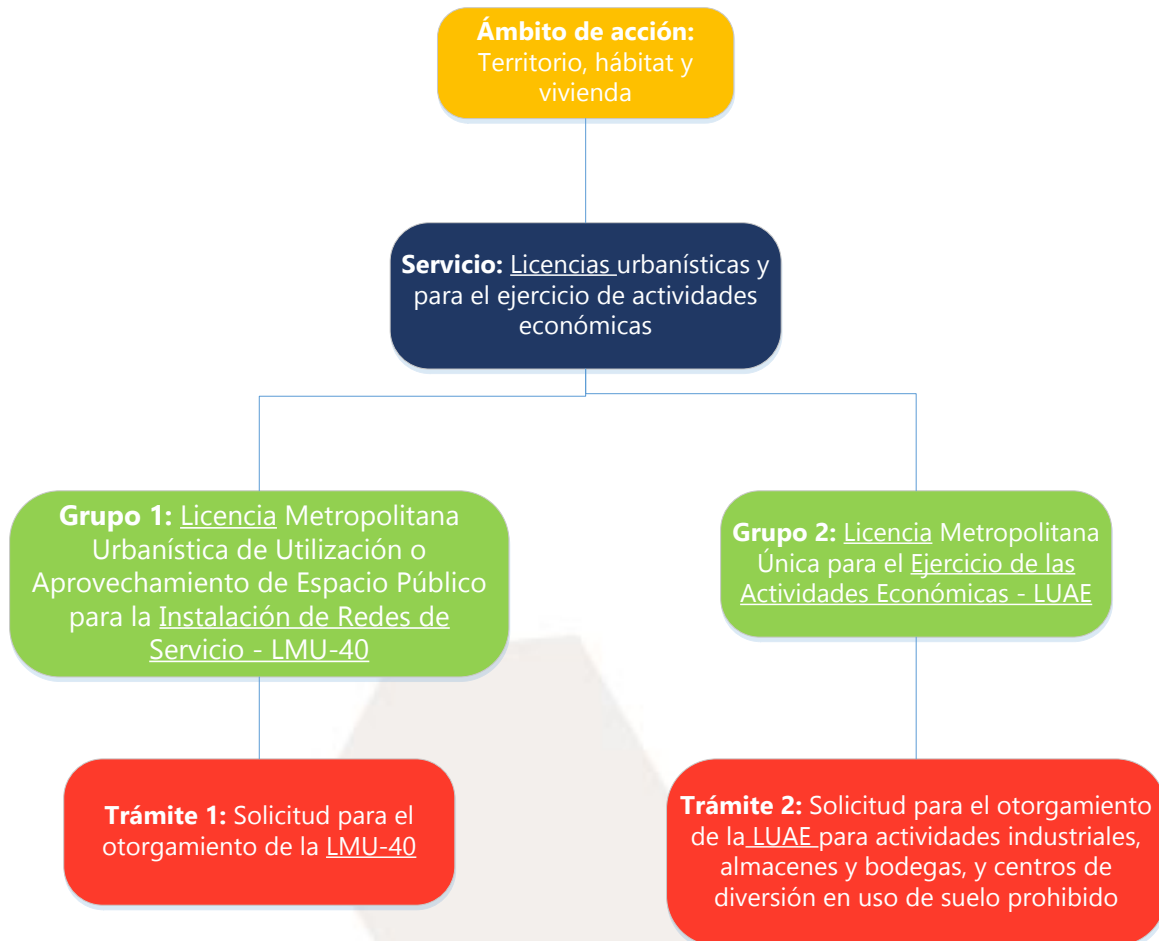 Ámbito de acción:
Territorio, hábitat y
vivienda
Servicio: Licencias urbanísticas y
para el ejercicio de actividades
económicas
Grupo 1: Licencia Metropolitana
Urbanística de Utilización o
Aprovechamiento de Espacio Público
para la Instalación de Redes de
Servicio - LMU-40
Grupo 2: Licencia Metropolitana
Única para el Ejercicio de las
Actividades Económicas - LUAE
Trámite 1: Solicitud para el
otorgamiento de la LMU-40
Trámite 2: Solicitud para el otorgamiento
de la LUAE para actividades industriales,
almacenes y bodegas, y centros de
diversión en uso de suelo prohibido